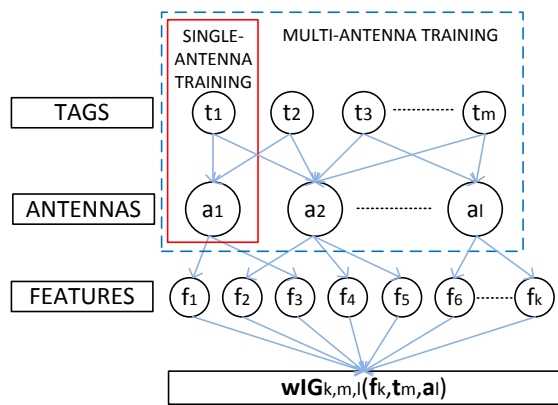 SINGLE-
ANTENNA
TRAINING
MULTI-ANTENNA TRAINING
TAGS
t1 t2 t3 tm
ANTENNAS
a1 a2 al
FEATURES
f1 f2 f3 f4 f5 f6 fk
wlGk,m,l(fk,tm,al)